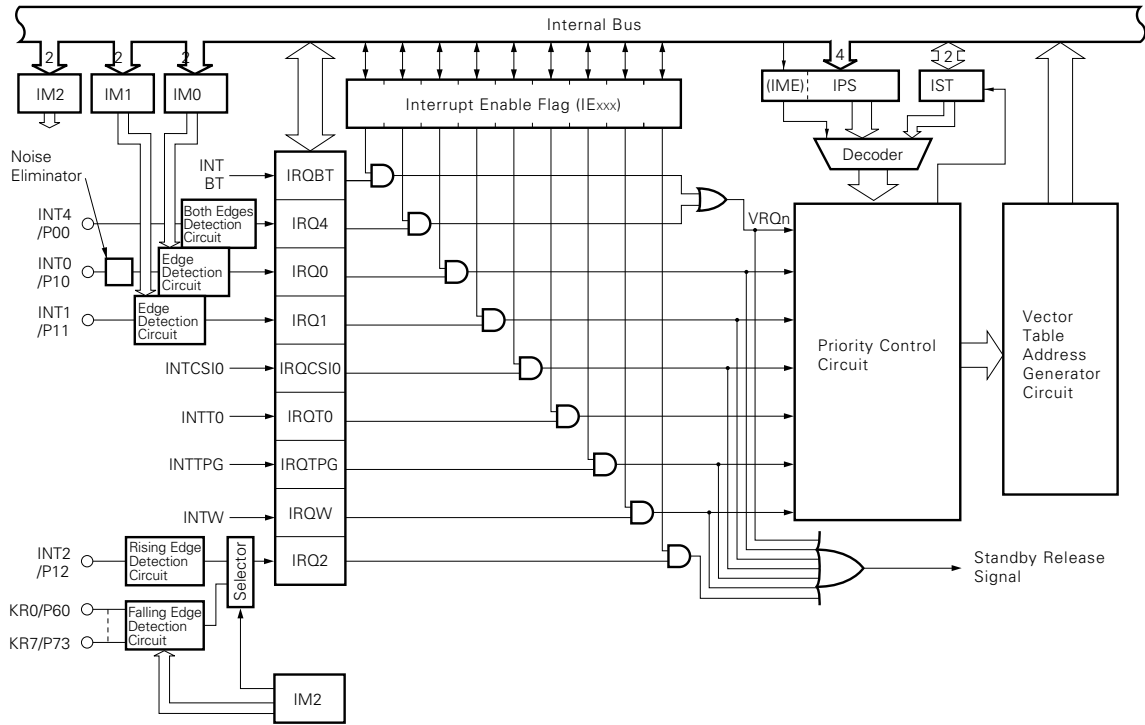 Internal Bus
2
2
2
4
2
IM2
IM1
IM0
Interrupt Enable Flag (IExxx)
(IME)
IPS
IST
Decoder
Noise
Eliminator
INT
BT
IRQBT
INT4
/P00
Both Edges
Detection
Circuit
IRQ4
VRQn
INT0
/P10
Edge
Detection
Circuit
IRQ0
INT1
/P11
Edge
Detection
Circuit
IRQ1
Priority Control
Circuit
Vector
Table
Address
Generator
Circuit
INTCSI0
IRQCSI0
INTT0
IRQT0
INTTPG
IRQTPG
INTW
IRQW
INT2
/P12
Rising Edge
Detection
Circuit
Selector
IRQ2
Standby Release
Signal
KR0/P60
KR7/P73
Falling Edge
Detection
Circuit
IM2